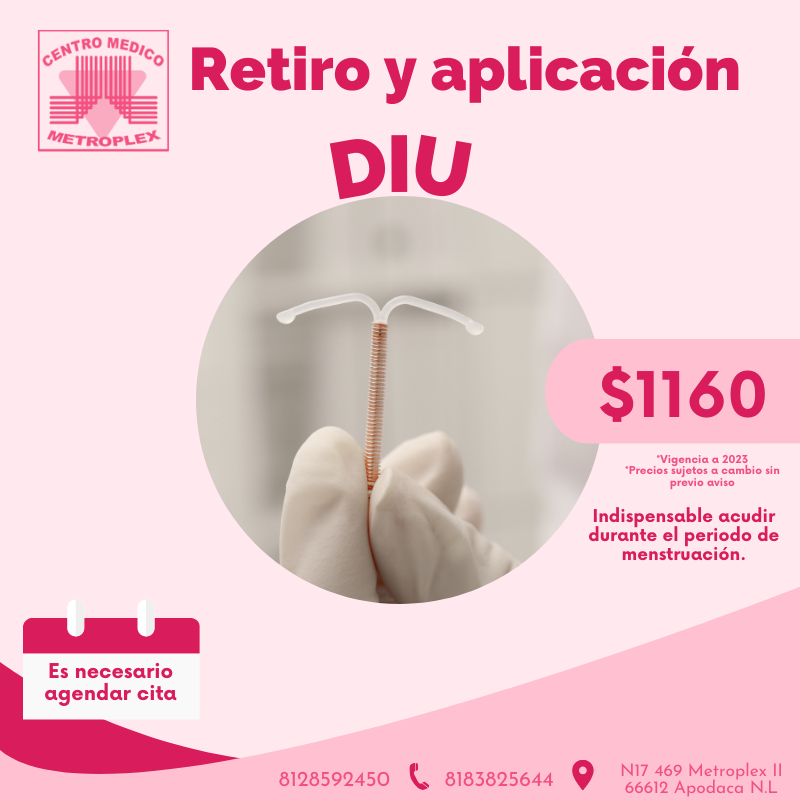 CENTRO MEDICO
METROPLEX
Retiro y aplicación
DIU
$1160
*Vigencia a 2023
*Precios sujetos a cambio sin
previo aviso
Indispensable acudir
durante el periodo de
menstruación.
Es necesario
agendar cita
8128592450
8183825644
N17 469 Metroplex ll
66612 Apodaca N.L